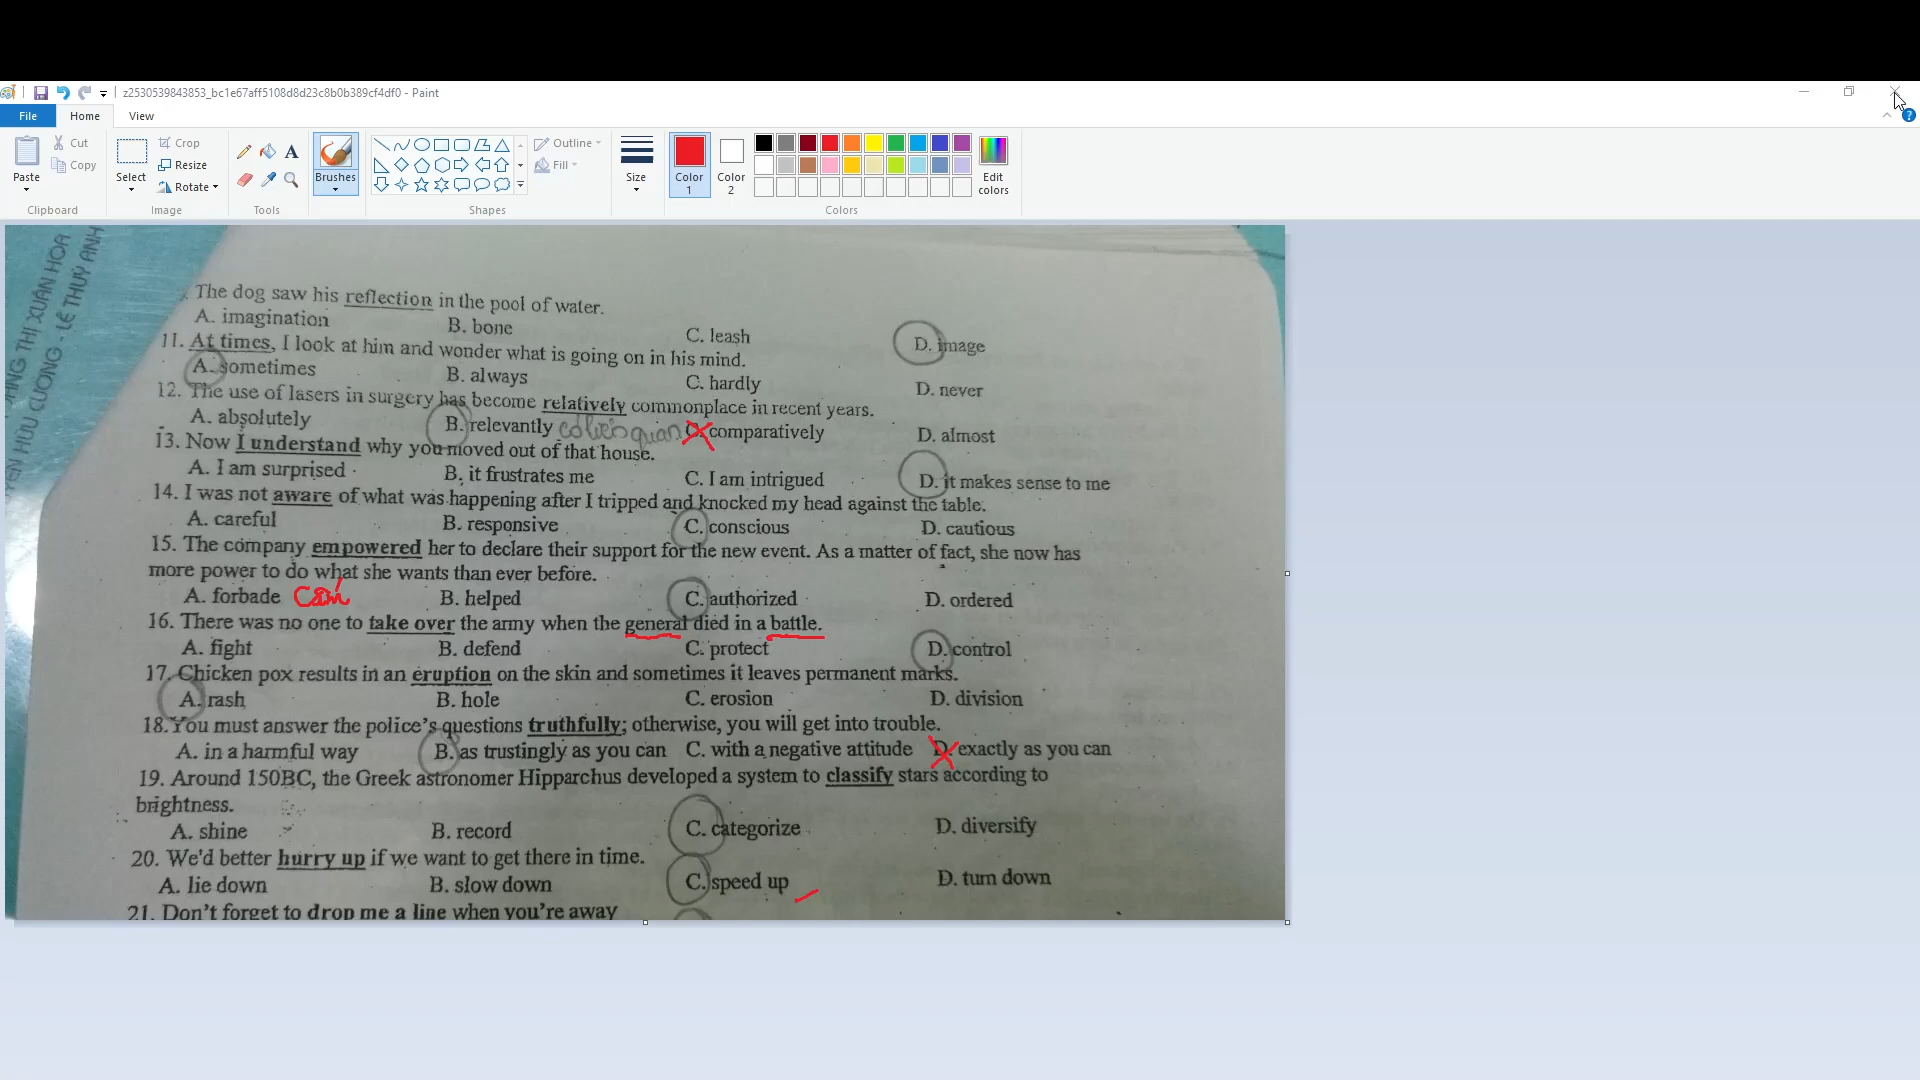 z2530539843853_bc1e67aff5108d8d23c8b0b389cf4df0 - Paint
File Home View
Paste Cut Copy Clipboard
Select Crop Resize Rotate Image
Tools
Brushes
Outline Fill Shapes
Size
Color 1 Color 2 Edit colors Colors
THỊ XUÂN HOA
HỮU CƯƠNG - LÊ THUỲ ANH
The dog saw his reflection in the pool of water.
A. imagination B. bone C. leash D. image
11. At times, I look at him and wonder what is going on in his mind.
A. sometimes B. always C. hardly D. never
12. The use of lasers in surgery has become relatively commonplace in recent years.
A. absolutely B. relevantly có liên quan C. comparatively D. almost
13. Now I understand why you moved out of that house.
A. I am surprised B. it frustrates me C. I am intrigued D. it makes sense to me
14. I was not aware of what was happening after I tripped and knocked my head against the table.
A. careful B. responsive C. conscious D. cautious
15. The company empowered her to declare their support for the new event. As a matter of fact, she now has
more power to do what she wants than ever before.
A. forbade cấm B. helped C. authorized D. ordered
16. There was no one to take over the army when the general died in a battle.
A. fight B. defend C. protect D. control
17. Chicken pox results in an eruption on the skin and sometimes it leaves permanent marks.
A. rash B. hole C. erosion D. division
18. You must answer the police's questions truthfully; otherwise, you will get into trouble.
A. in a harmful way B. as trustingly as you can C. with a negative attitude D. exactly as you can
19. Around 150BC, the Greek astronomer Hipparchus developed a system to classify stars according to
brightness.
A. shine B. record C. categorize D. diversify
20. We'd better hurry up if we want to get there in time.
A. lie down B. slow down C. speed up D. turn down
21. Don't forget to drop me a line when you're away